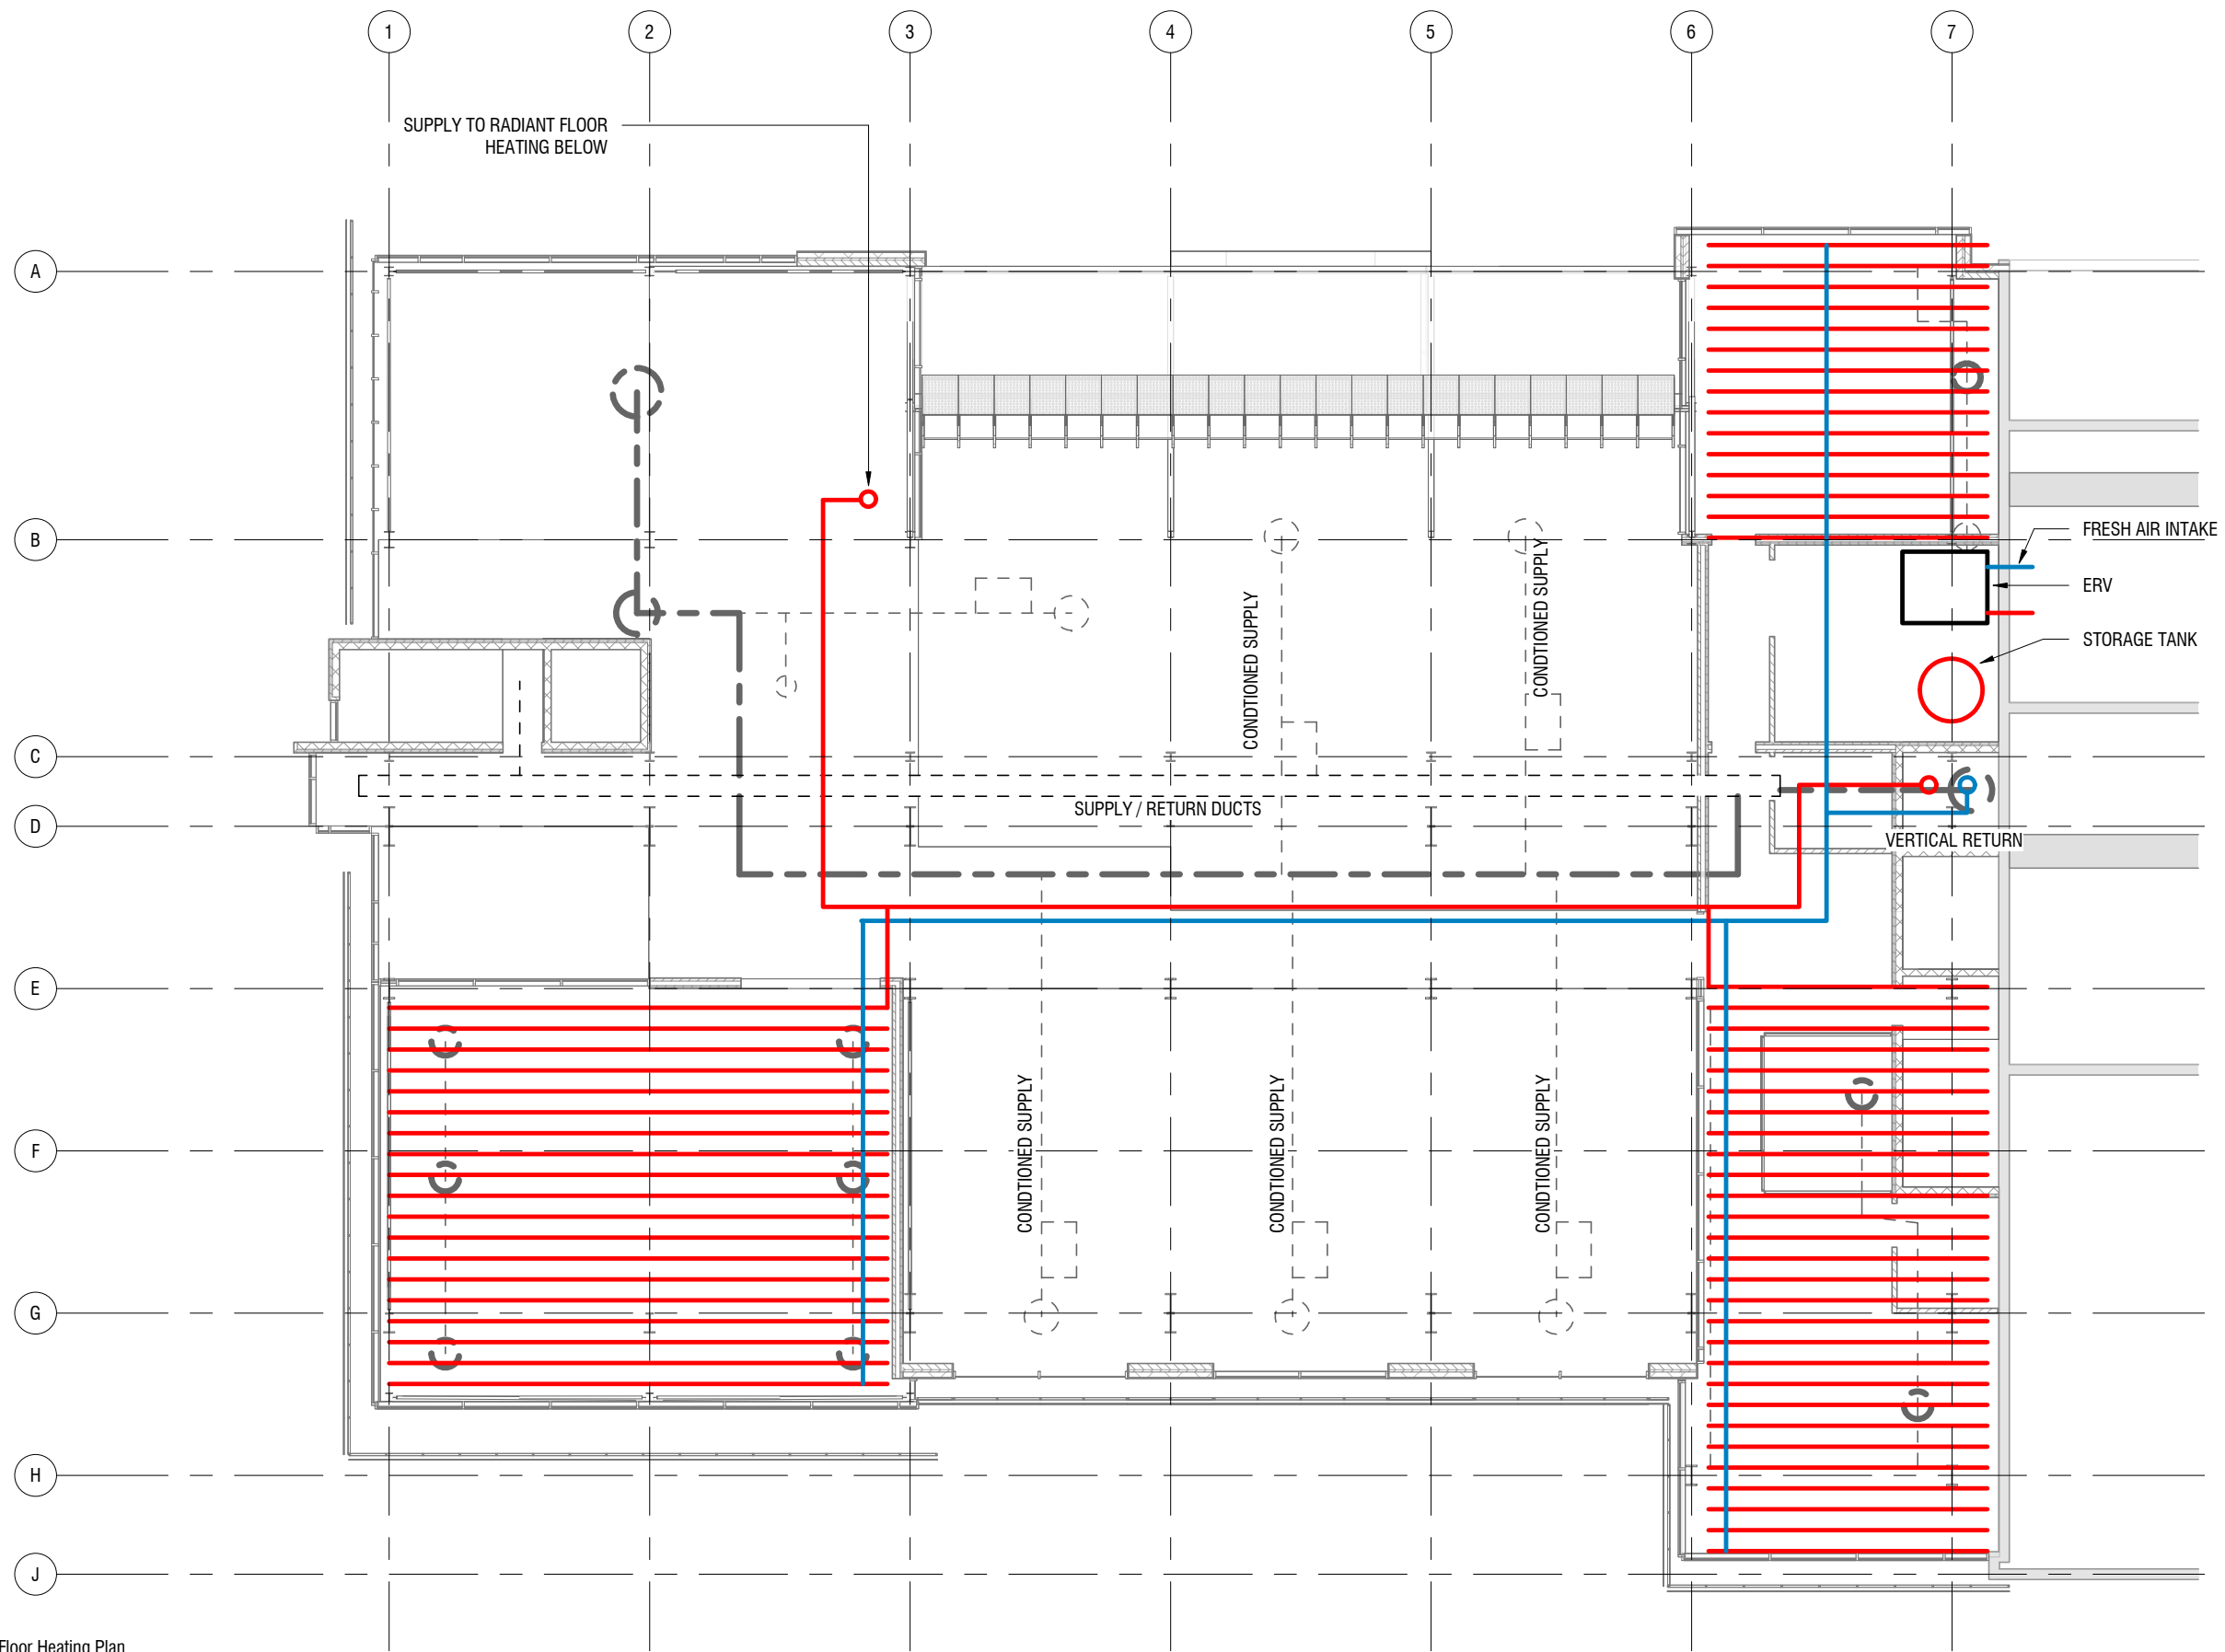 1 2 3 4 5 6 7
SUPPLY TO RADIANT FLOOR
HEATING BELOW
A
B
FRESH AIR INTAKE
CONDTIONED SUPPLY
ERV
CONDTIONED SUPPLY
STORAGE TANK
C
SUPPLY / RETURN DUCTS
D
VERTICAL RETURN
E
CONDTIONED SUPPLY
CONDTIONED SUPPLY
CONDTIONED SUPPLY
F
G
H
J
Floor Heating Plan